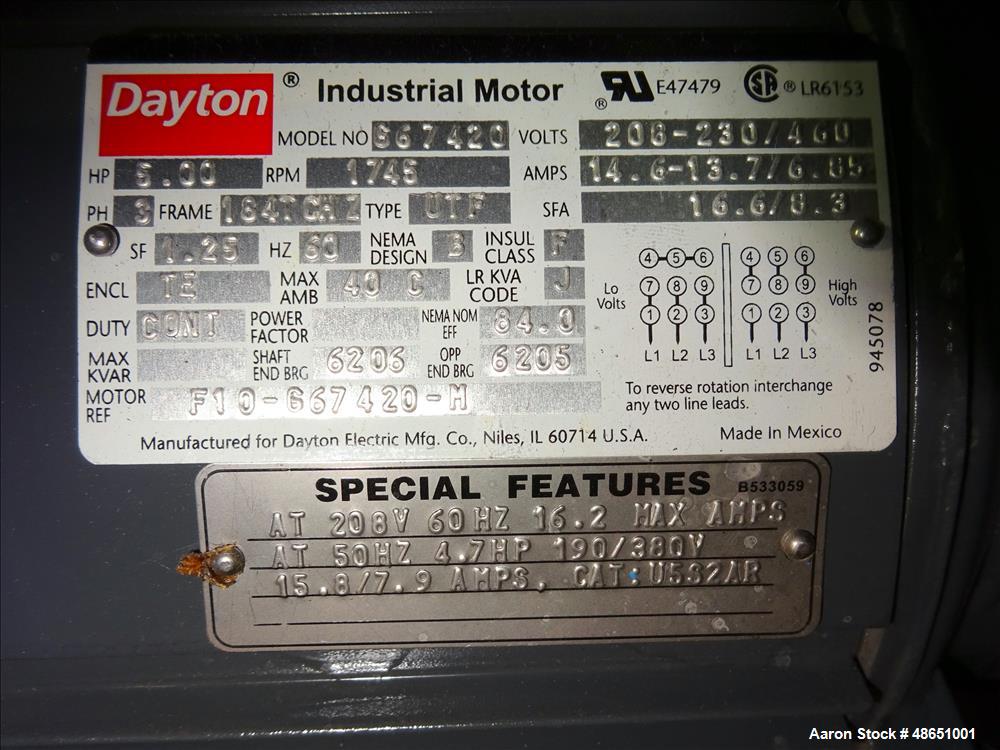 Dayton ® Industrial Motor ® RU E47479 SA ® LR6153
MODEL NO G67420 VOLTS 208-230/460
HP 5.00 RPM 1745 AMPS 14.6-13.7/6.85
PH 3 FRAME 184TCHZ TYPE UTF SFA 16.6/8.3
SF 1.25 HZ 60 NEMA DESIGN B INSUL CLASS F
ENCL TE MAX AMB 40 C LR KVA CODE J
DUTY CONT POWER FACTOR NEMA NOM EFF 84.0
MAX KVAR SHAFT END BRG 6206 OPP END BRG 6205
MOTOR REF F10-G67420-M
Lo Volts
4 5 6
7 8 9
1 2 3
L1 L2 L3
4 5 6
7 8 9
1 2 3
L1 L2 L3
High Volts
To reverse rotation interchange
any two line leads.
945078
Manufactured for Dayton Electric Mfg. Co., Niles, IL 60714 U.S.A. Made In Mexico
SPECIAL FEATURES B533059
AT 208V 60HZ 16.2 MAX AMPS
AT 50HZ 4.7HP 190/380V
15.8/7.9 AMPS, CAT:U5S2AR
Aaron Stock # 48651001